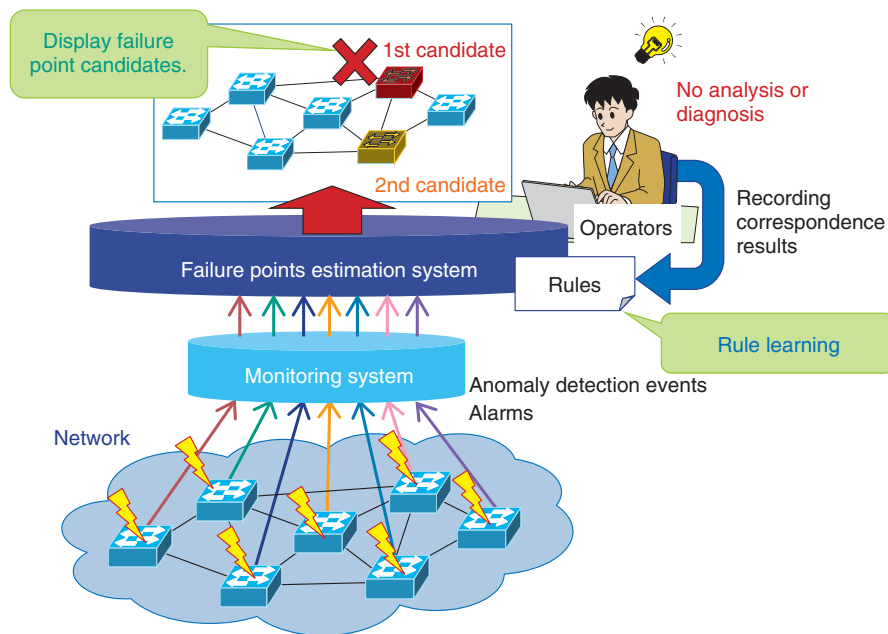 Display failure
point candidates.
1st candidate
2nd candidate
No analysis or
diagnosis
Operators
Recording
correspondence
results
Failure points estimation system
Rules
Rule learning
Monitoring system
Anomaly detection events
Alarms
Network